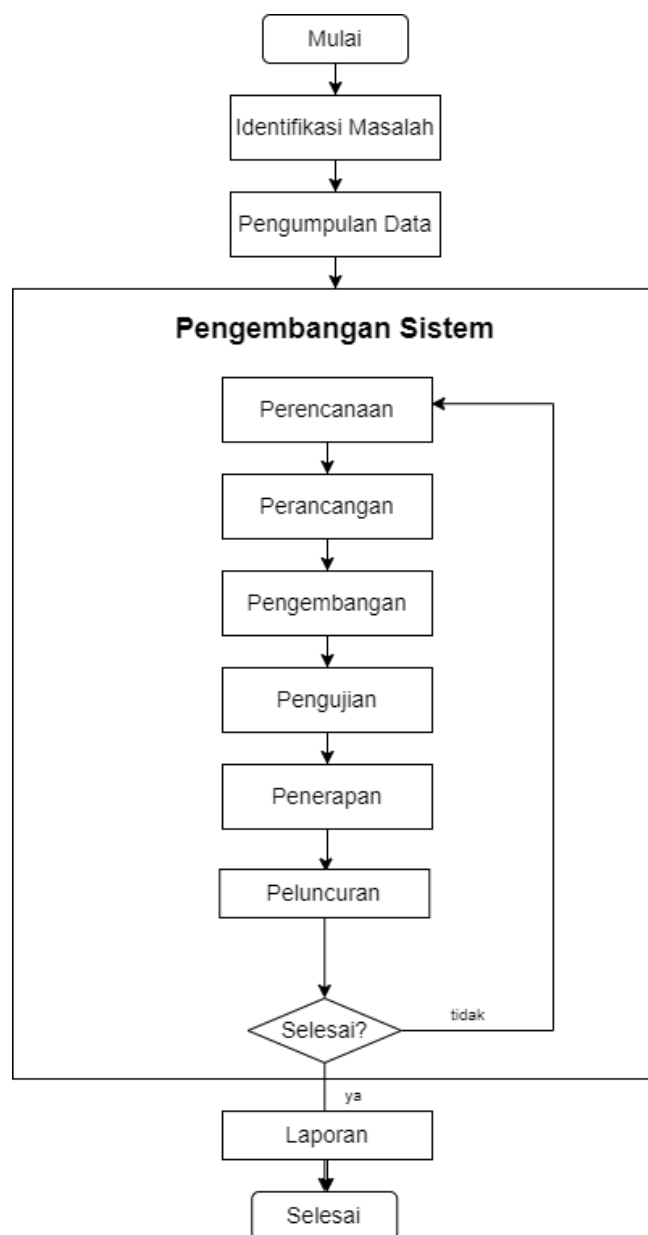 Mulai
Identifikasi Masalah
Pengumpulan Data
Pengembangan Sistem
Perencanaan
Perancangan
Pengembangan
Pengujian
Penerapan
Peluncuran
Selesai?
tidak
ya
Laporan
Selesai